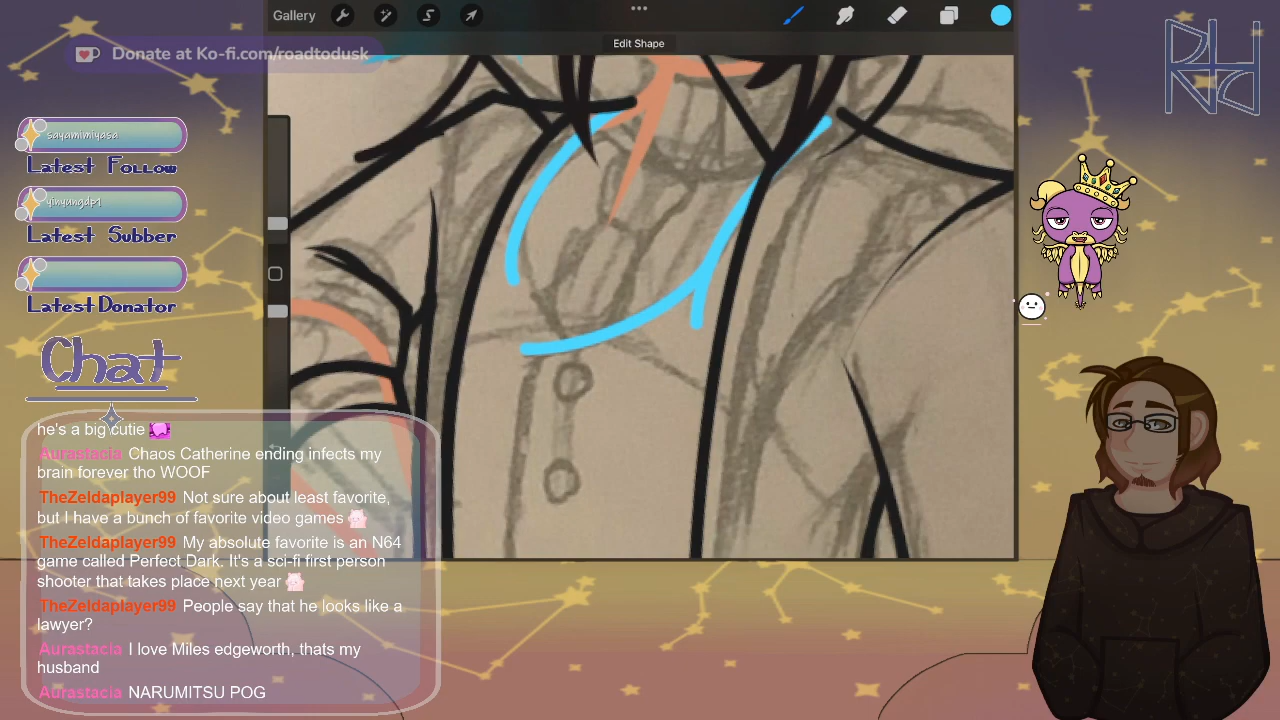 Gallery
Edit Shape
Donate at Ko-fi.com/roadtodusk
sayamimiyasa
Latest Follow
yinyangdp1
Latest Subber
Latest Donator
Chat
he's a big cutie
Aurastacia Chaos Catherine ending infects my
brain forever tho WOOF
TheZeldaplayer99 Not sure about least favorite,
but I have a bunch of favorite video games
TheZeldaplayer99 My absolute favorite is an N64
game called Perfect Dark. It's a sci-fi first person
shooter that takes place next year
TheZeldaplayer99 People say that he looks like a
lawyer?
Aurastacia I love Miles edgeworth, thats my
husband
Aurastacia NARUMITSU POG